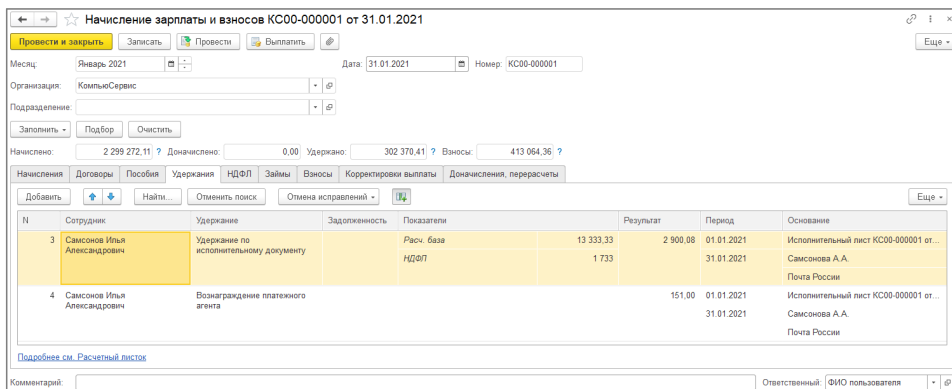 Начисление зарплаты и взносов КС00-000001 от 31.01.2021
Провести и закрыть Записать Провести Выплатить Еще
Месяц: Январь 2021 Дата: 31.01.2021 Номер: КС00-000001
Организация: КомпьюСервис
Подразделение:
Заполнить Подбор Очистить
Начислено: 2 299 272,11 ? Доначислено: 0,00 Удержано: 302 370,41 ? Взносы: 413 064,36 ?
Начисления Договоры Пособия Удержания НДФЛ Займы Взносы Корректировки выплаты Доначисления, перерасчеты
Добавить Найти... Отменить поиск Отмена исправлений Еще
N Сотрудник Удержание Задолженность Показатели Результат Период Основание
3 Самсонов Илья Удержание по Расч. база 13 333,33 2 900,08 01.01.2021 Исполнительный лист КС00-000001 от...
Александрович исполнительному документу НДФЛ 1 733 31.01.2021 Самсонова А.А.
Почта России
4 Самсонов Илья Вознаграждение платежного 151,00 01.01.2021 Исполнительный лист КС00-000001 от...
Александрович агента 31.01.2021 Самсонова А.А.
Почта России
Подробнее см. Расчетный листок
Комментарий: Ответственный: ФИО пользователя